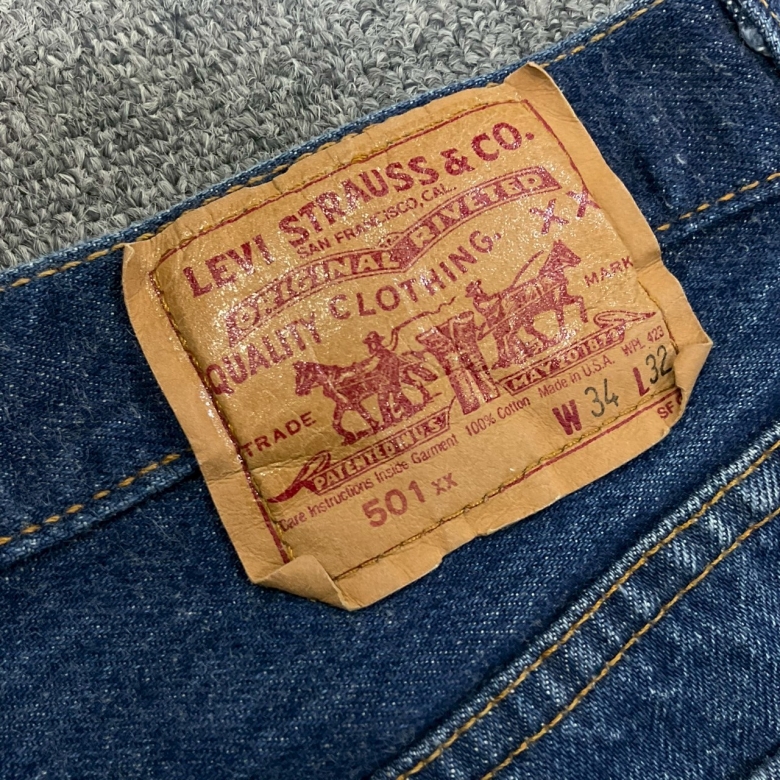 LEVI STRAUSS & CO.
SAN FRANCISCO, CAL.
ORIGINAL RIVETED
QUALITY CLOTHING. XX
TRADE MARK
PATENTED IN U.S. MAY 20 1873
Care Instructions Inside Garment 100% Cotton Made in U.S.A. WPL 423
501 XX W 34 L 32